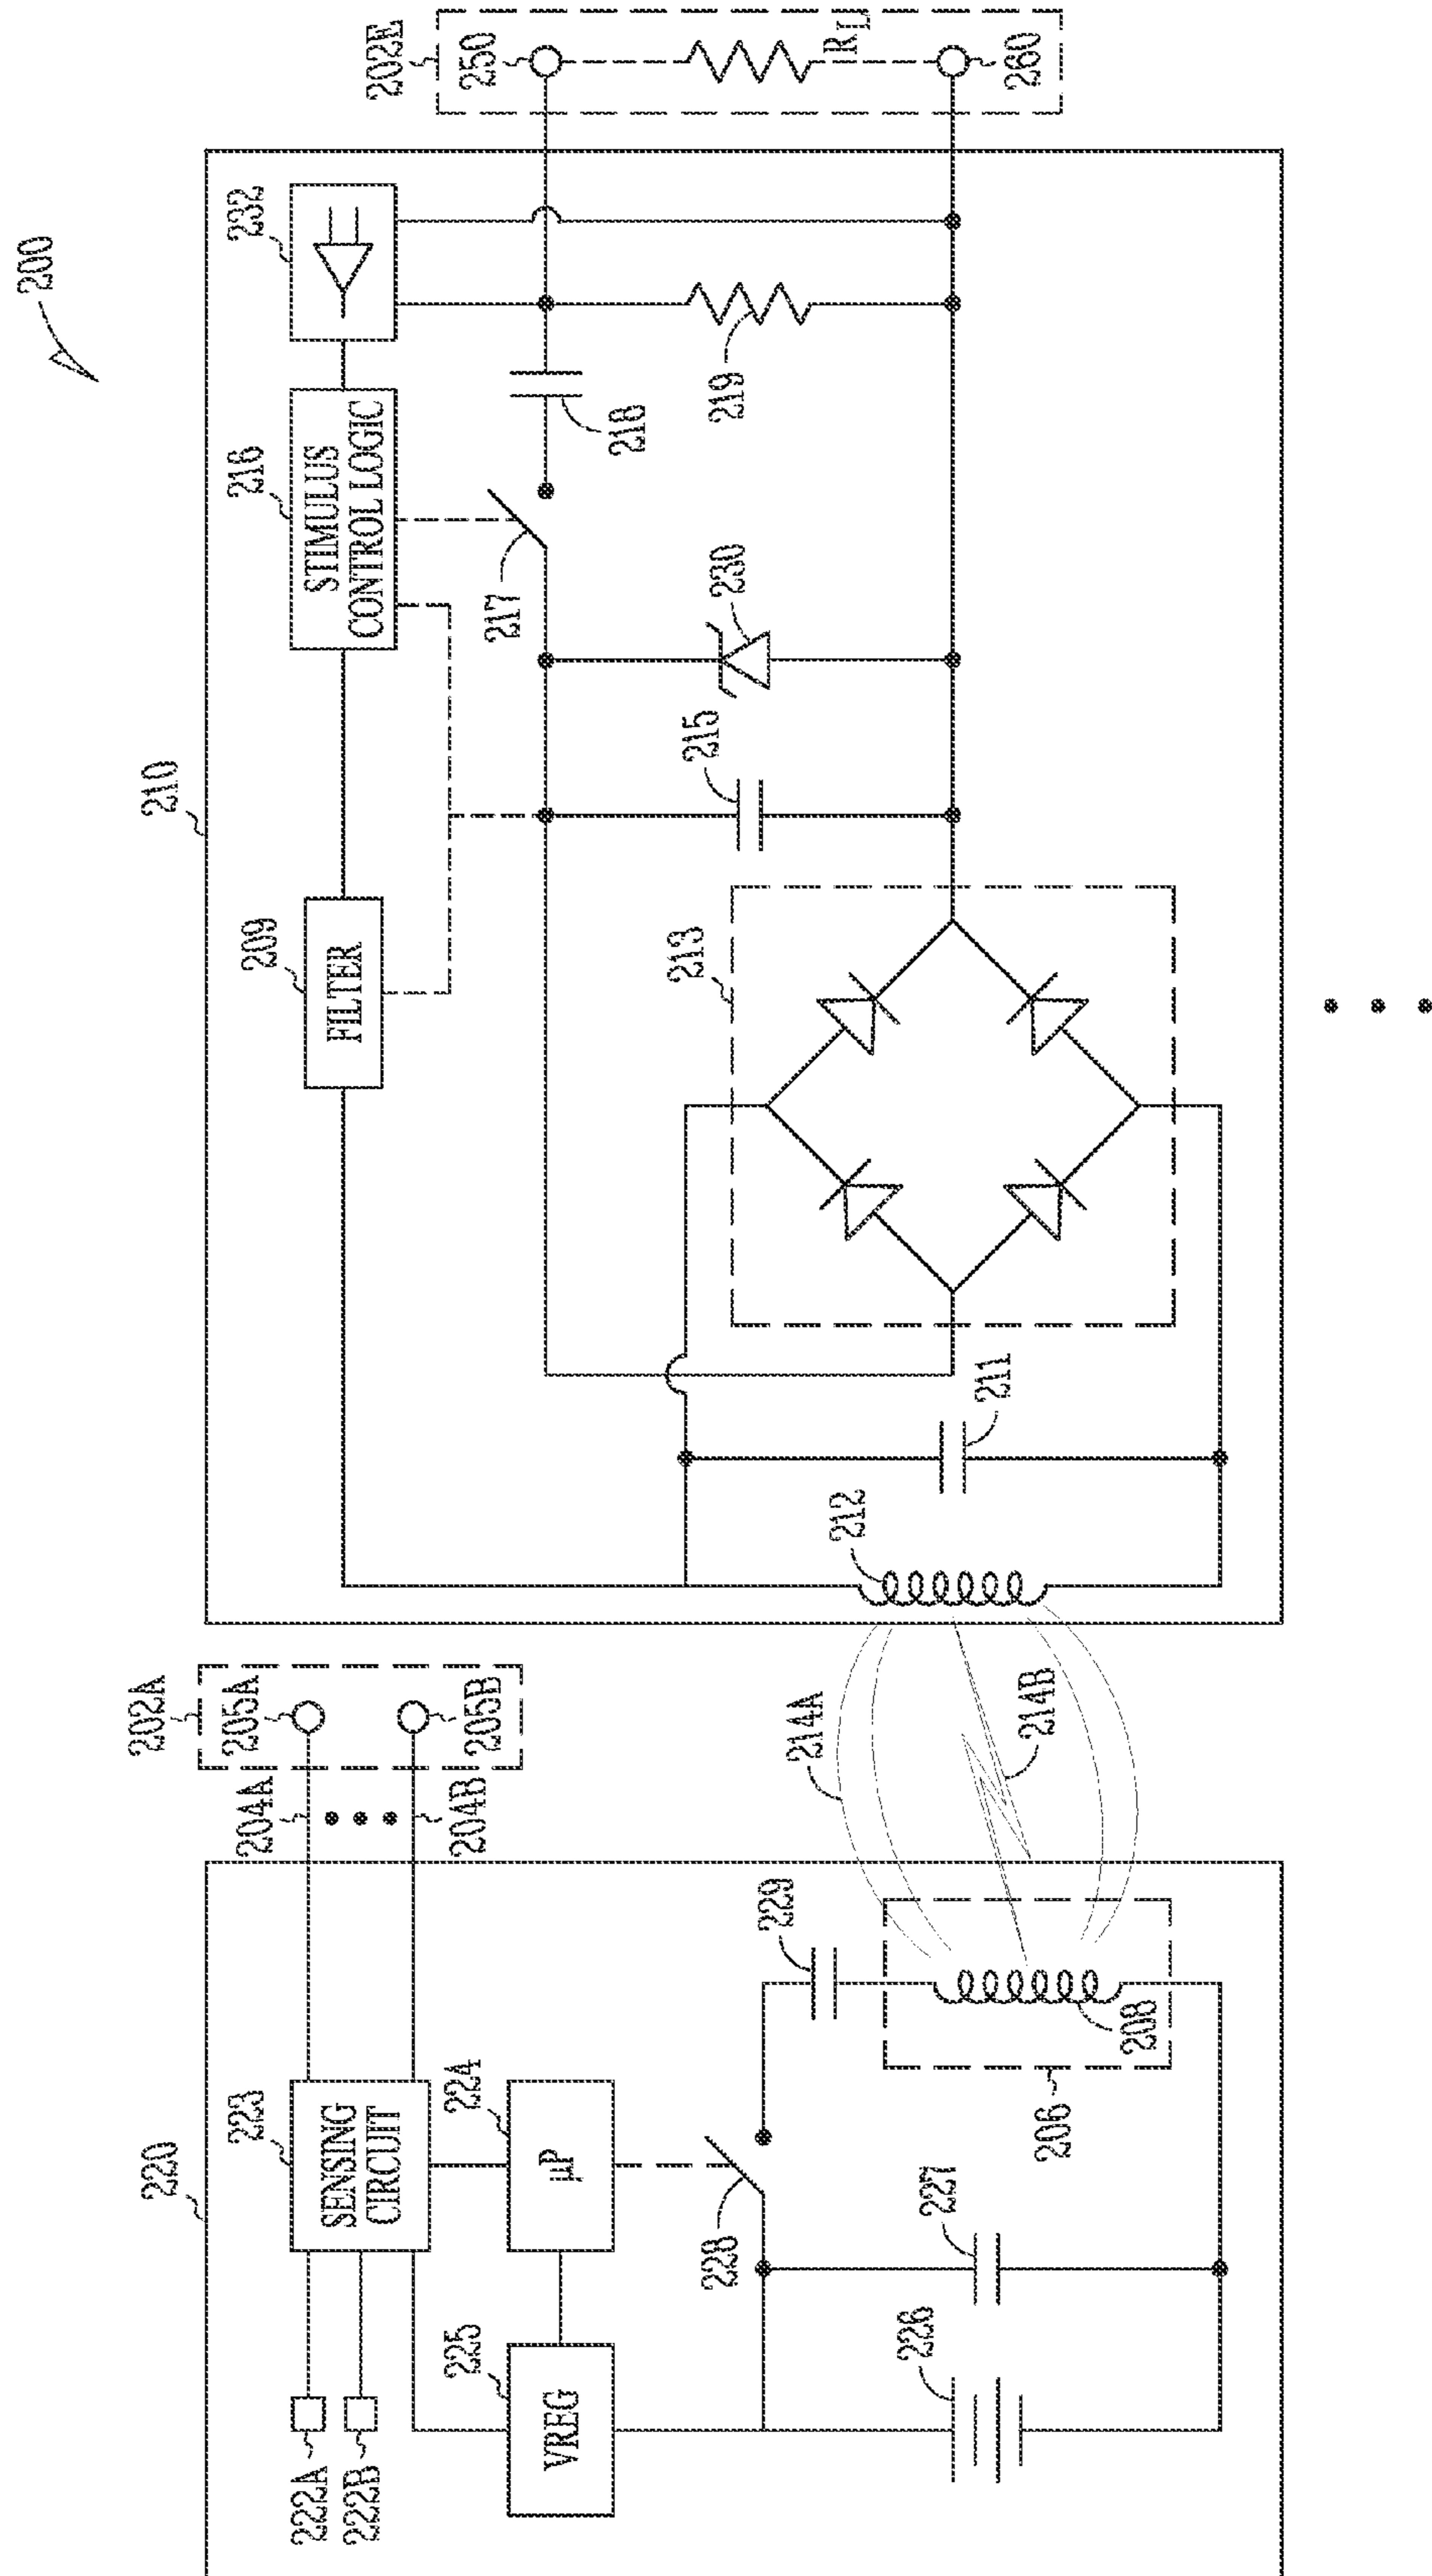 200
220
222A
222B
223
SENSING
CIRCUIT
224
µP
225
VREG
226
227
228
229
206
208
202A
205A
205B
204A
204B
214A
214B
210
209
FILTER
216
STIMULUS
CONTROL LOGIC
232
212
211
213
215
230
217
218
219
202E
250
R_L
260